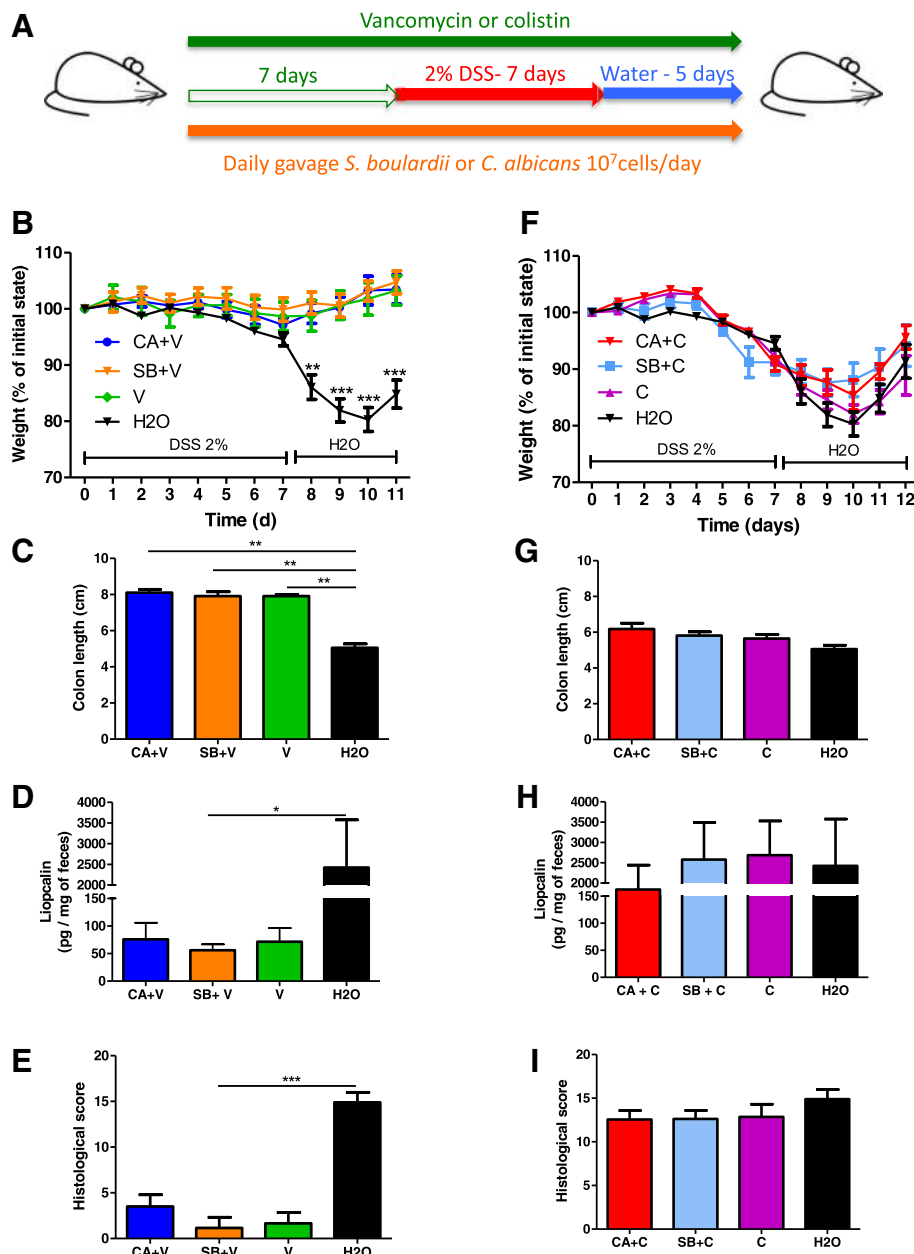 A
Vancomycin or colistin
7 days
2% DSS- 7 days
Water - 5 days
Daily gavage S. boulardii or C. albicans 10⁷cells/day
B
Weight (% of initial state)
110
100
90
80
70
CA+V
SB+V
V
H2O
**
***
***
***
DSS 2%
H2O
0 1 2 3 4 5 6 7 8 9 10 11
Time (d)
F
Weight (% of initial state)
110
100
90
80
70
CA+C
SB+C
C
H2O
DSS 2%
H2O
0 1 2 3 4 5 6 7 8 9 10 11 12
Time (days)
C
Colon length (cm)
10
8
6
4
2
0
**
**
**
CA+V SB+V V H2O
G
Colon length (cm)
10
8
6
4
2
0
CA+C SB+C C H2O
D
Liopcalin
(pg / mg of feces)
4000
3500
3000
2500
2000
150
100
50
0
*
CA+V SB+ V V H2O
H
Liopcalin
(pg / mg of feces)
4000
3500
3000
2500
2000
150
100
50
0
CA + C SB + C C H2O
E
Histological score
20
15
10
5
0
***
CA+V SB+V V H2O
I
Histological score
20
15
10
5
0
CA+C SB+C C H2O